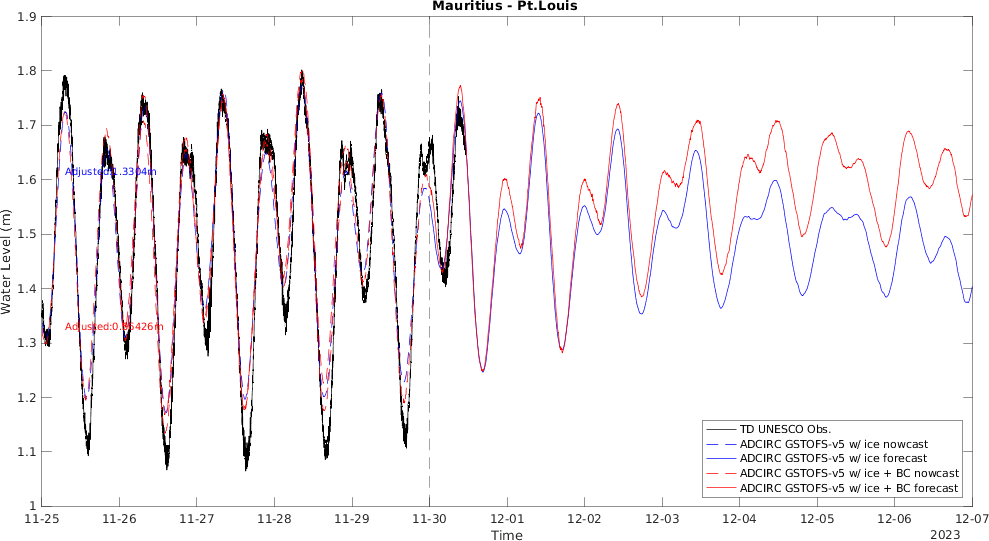 Mauritius - Pt.Louis
1.9
1.8
1.7
1.6
1.5
1.4
1.3
1.2
1.1
1
Water Level (m)
Adjusted:1.3304m
TD UNESCO Obs.
ADCIRC GSTOFS-v5 w/ ice nowcast
ADCIRC GSTOFS-v5 w/ ice forecast
ADCIRC GSTOFS-v5 w/ ice + BC nowcast
ADCIRC GSTOFS-v5 w/ ice + BC forecast
11-25 11-26 11-27 11-28 11-29 11-30 12-01 12-02 12-03 12-04 12-05 12-06 12-07
Time
2023